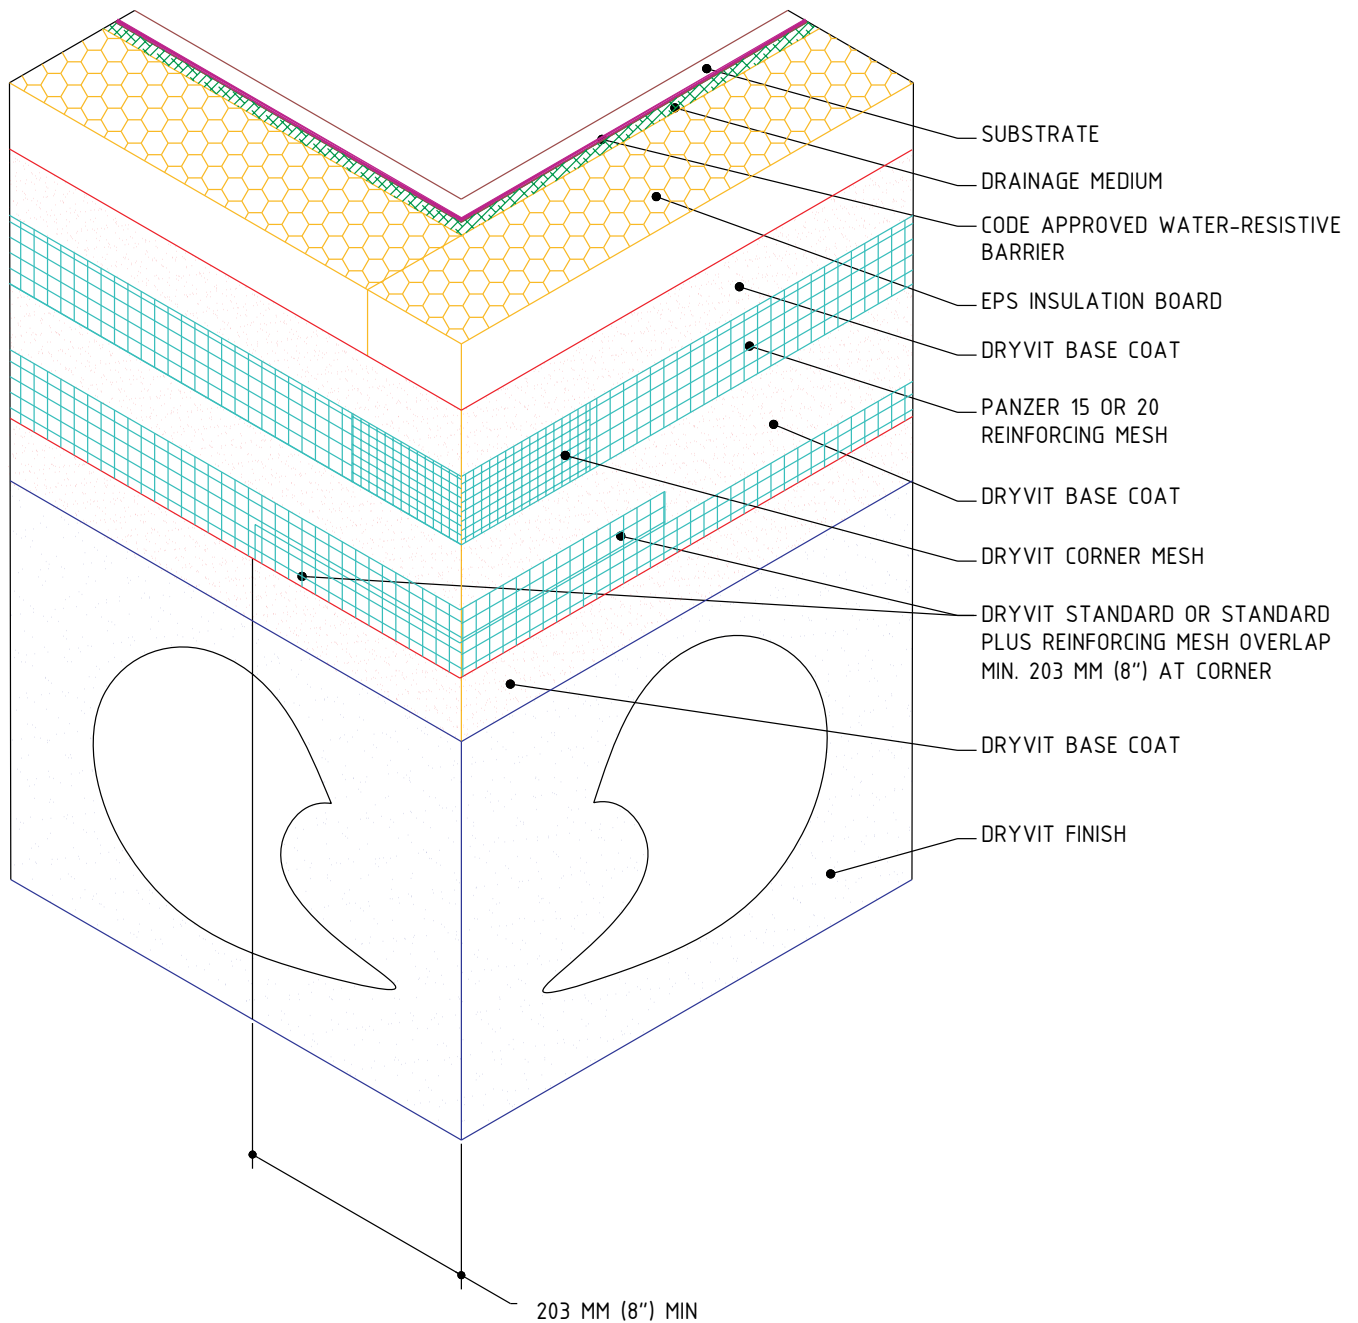 SUBSTRATE
DRAINAGE MEDIUM
CODE APPROVED WATER-RESISTIVE
BARRIER
EPS INSULATION BOARD
DRYVIT BASE COAT
PANZER 15 OR 20
REINFORCING MESH
DRYVIT BASE COAT
DRYVIT CORNER MESH
DRYVIT STANDARD OR STANDARD
PLUS REINFORCING MESH OVERLAP
MIN. 203 MM (8") AT CORNER
DRYVIT BASE COAT
DRYVIT FINISH
203 MM (8") MIN